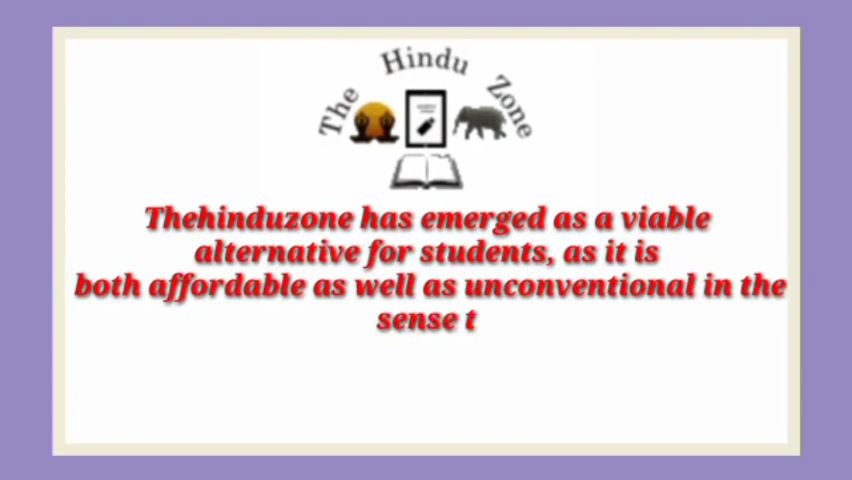 The Hindu Zone
Thehinduzone has emerged as a viable
alternative for students, as it is
both affordable as well as unconventional in the
sense t